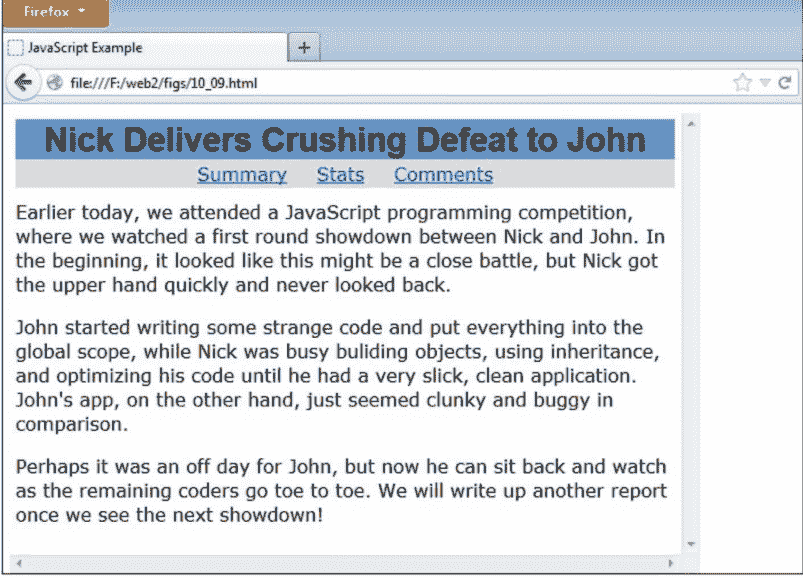 Firefox
JavaScript Example
file:///F:/web2/figs/10_09.html
Nick Delivers Crushing Defeat to John
Summary Stats Comments
Earlier today, we attended a JavaScript programming competition,
where we watched a first round showdown between Nick and John. In
the beginning, it looked like this might be a close battle, but Nick got
the upper hand quickly and never looked back.
John started writing some strange code and put everything into the
global scope, while Nick was busy buliding objects, using inheritance,
and optimizing his code until he had a very slick, clean application.
John's app, on the other hand, just seemed clunky and buggy in
comparison.
Perhaps it was an off day for John, but now he can sit back and watch
as the remaining coders go toe to toe. We will write up another report
once we see the next showdown!